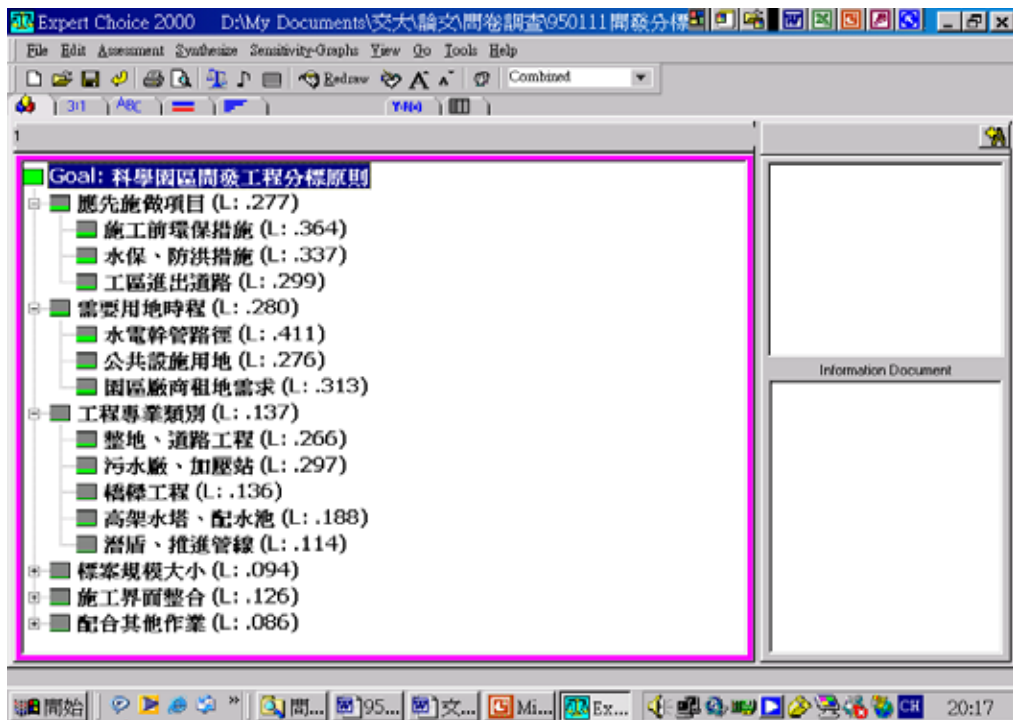 Expert Choice 2000 D:\My Documents\交大\論文\問卷調查\950111開發分標
File Edit Assessment Synthesize Sensitivity-Graphs View Go Tools Help
Redraw A A Combined
3:1 ABC Y=f(x)
1
Goal: 科學園區開發工程分標原則
應先施做項目 (L: .277)
施工前環保措施 (L: .364)
水保、防洪措施 (L: .337)
工區進出道路 (L: .299)
需要用地時程 (L: .280)
水電幹管路徑 (L: .411)
公共設施用地 (L: .276)
園區廠商租地需求 (L: .313)
工程專業類別 (L: .137)
整地、道路工程 (L: .266)
污水廠、加壓站 (L: .297)
橋樑工程 (L: .136)
高架水塔、配水池 (L: .188)
潛盾、推進管線 (L: .114)
標案規模大小 (L: .094)
施工界面整合 (L: .126)
配合其他作業 (L: .086)
Information Document
開始 » 問... 95... 文... Mi... Ex... CH 20:17